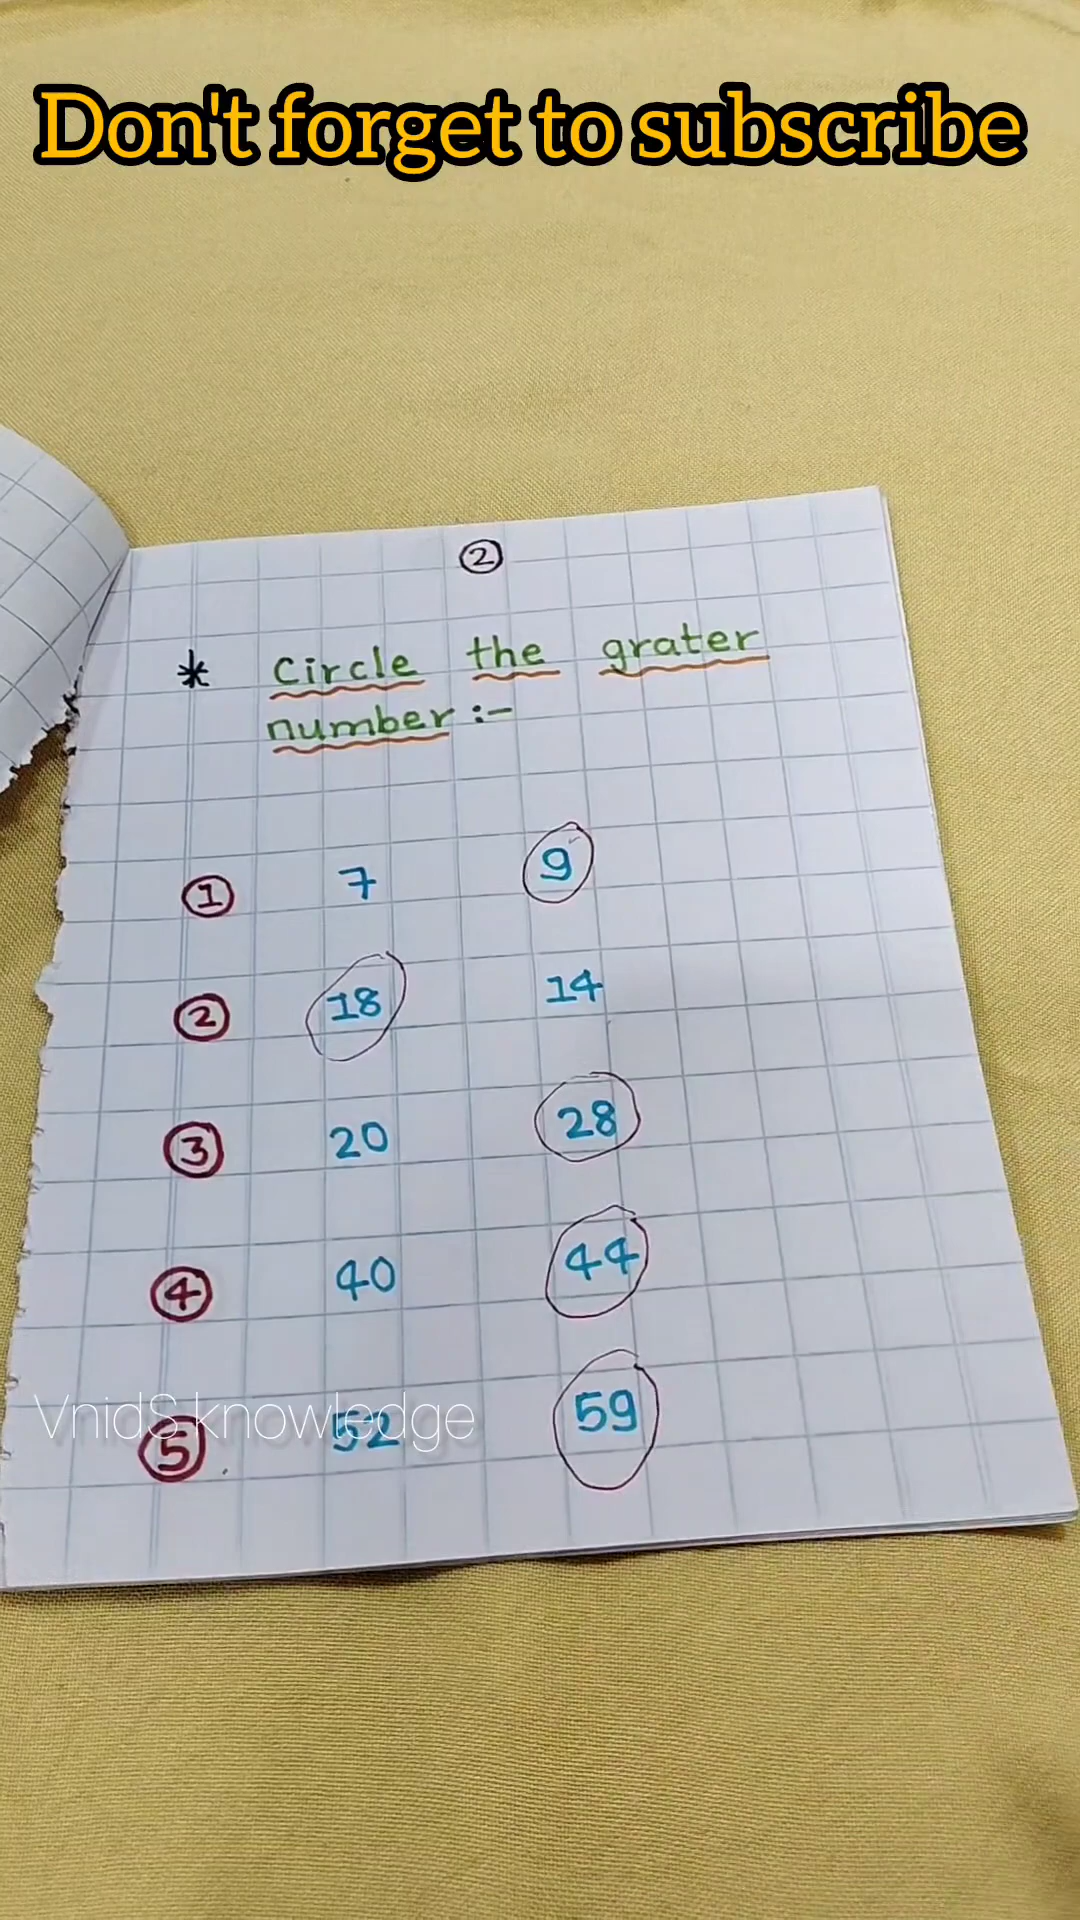 Don't forget to subscribe
2
* Circle the grater
number :-
1 7 9
2 18 14
3 20 28
4 40 44
5 52 59
VnidS knowledge